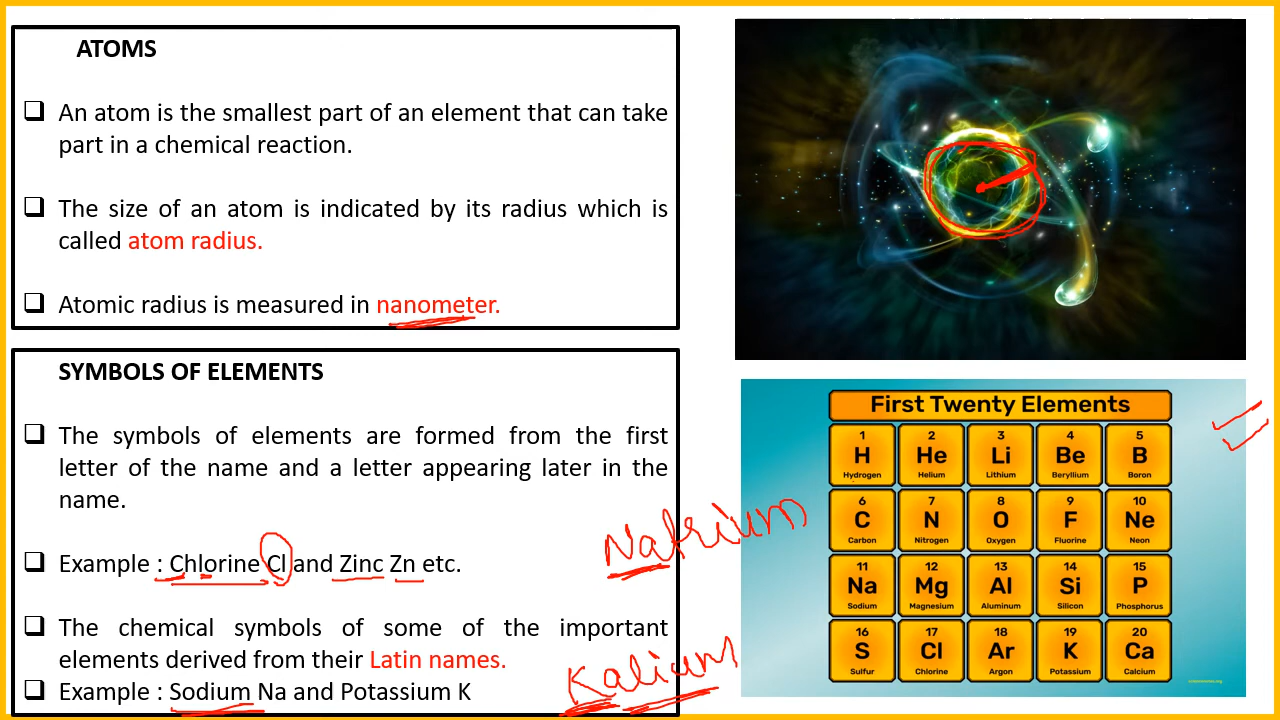 ATOMS
❑ An atom is the smallest part of an element that can take
part in a chemical reaction.
❑ The size of an atom is indicated by its radius which is
called atom radius.
❑ Atomic radius is measured in nanometer.
SYMBOLS OF ELEMENTS
❑ The symbols of elements are formed from the first
letter of the name and a letter appearing later in the
name.
❑ Example : Chlorine Cl and Zinc Zn etc.
❑ The chemical symbols of some of the important
elements derived from their Latin names.
❑ Example : Sodium Na and Potassium K
Natrium
Kalium
First Twenty Elements
1 2 3 4 5
H He Li Be B
Hydrogen Helium Lithium Beryllium Boron
6 7 8 9 10
C N O F Ne
Carbon Nitrogen Oxygen Fluorine Neon
11 12 13 14 15
Na Mg Al Si P
Sodium Magnesium Aluminum Silicon Phosphorus
16 17 18 19 20
S Cl Ar K Ca
Sulfur Chlorine Argon Potassium Calcium